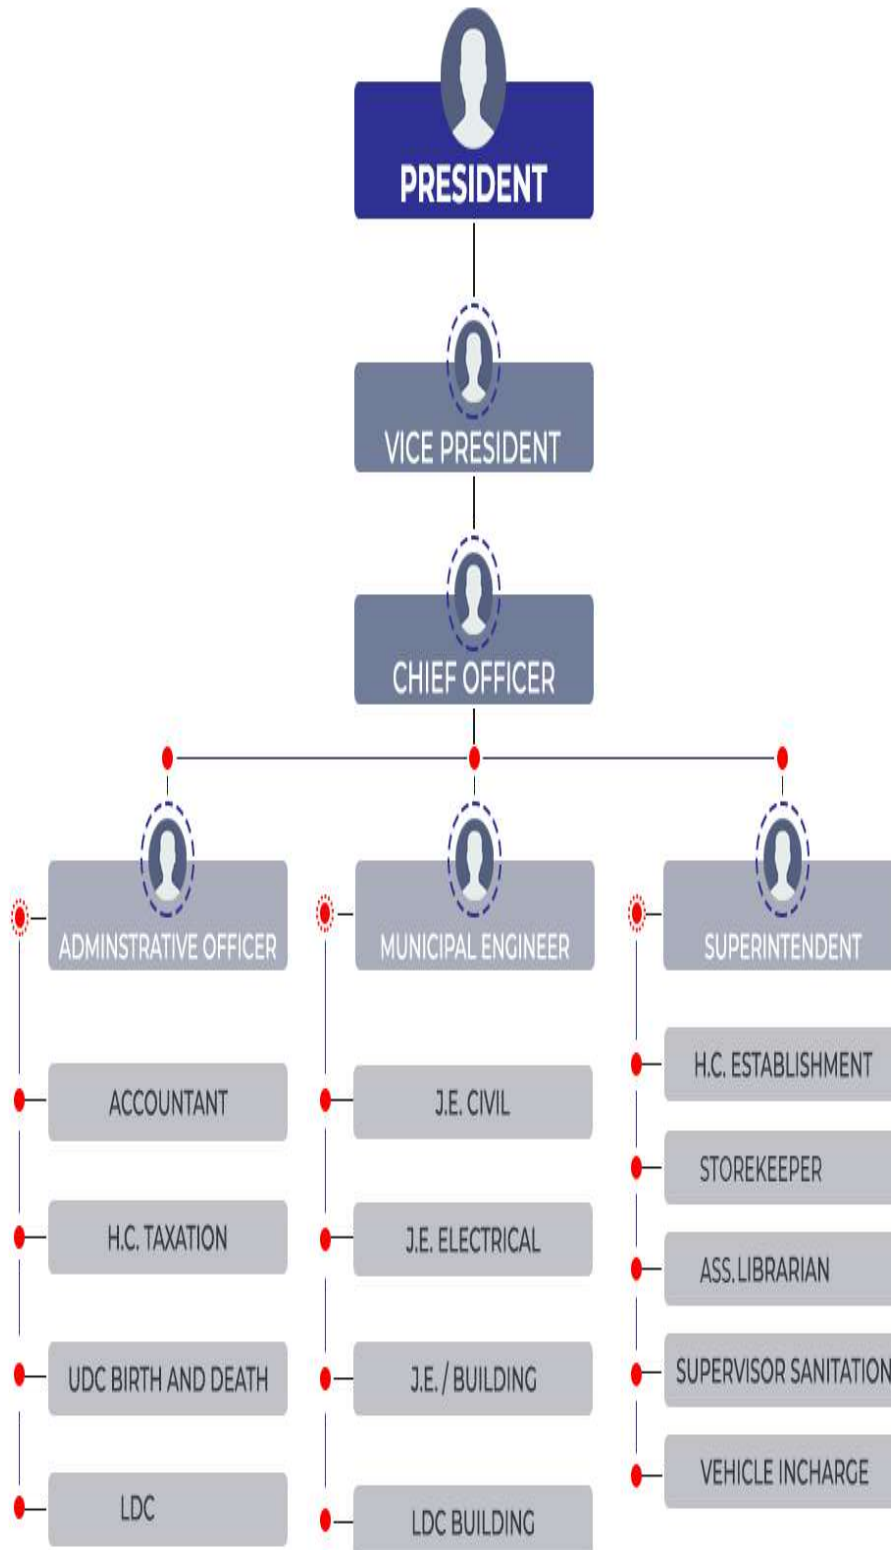 PRESIDENT
VICE PRESIDENT
CHIEF OFFICER
ADMINSTRATIVE OFFICER
ACCOUNTANT
H.C. TAXATION
UDC BIRTH AND DEATH
LDC
MUNICIPAL ENGINEER
J.E. CIVIL
J.E. ELECTRICAL
J.E. / BUILDING
LDC BUILDING
SUPERINTENDENT
H.C. ESTABLISHMENT
STOREKEEPER
ASS. LIBRARIAN
SUPERVISOR SANITATION
VEHICLE INCHARGE